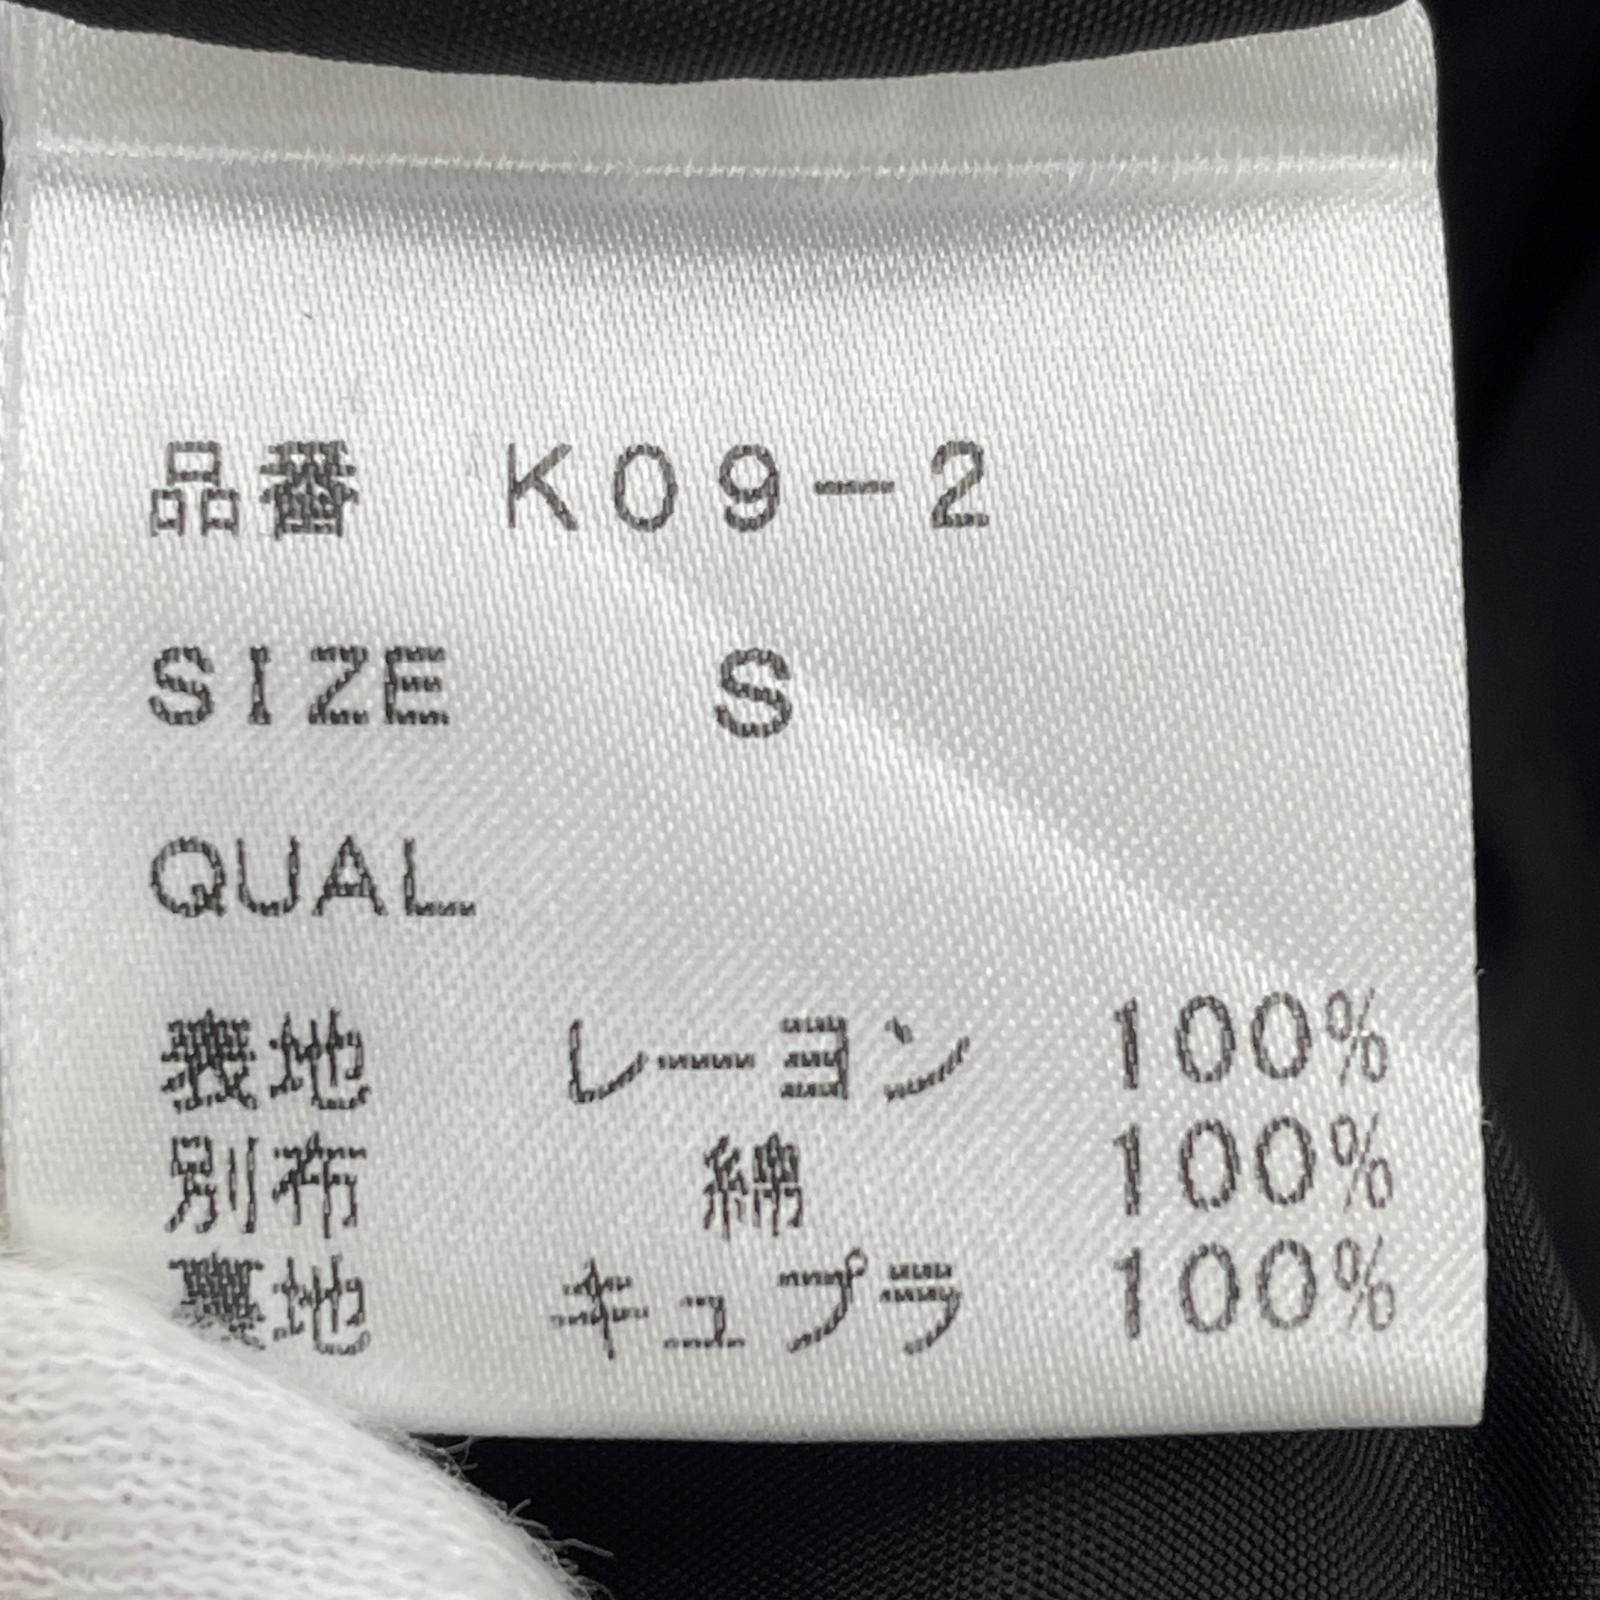 品番 K09-2
SIZE S
QUAL
表地 レーヨン 100%
別布 綿 100%
裏地 キュプラ 100%